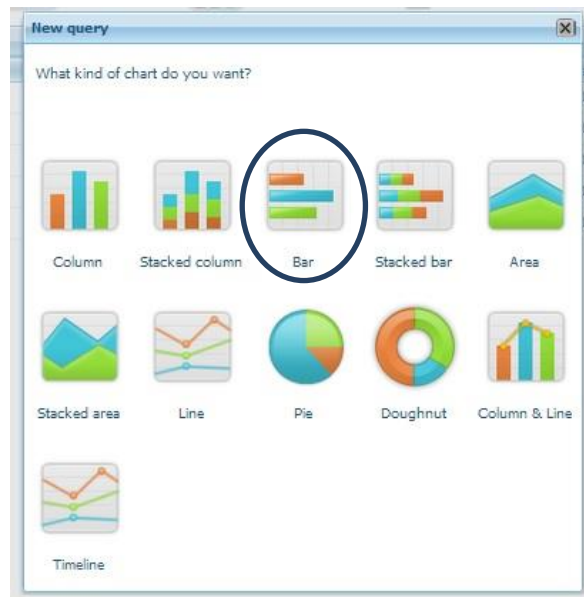 New query
What kind of chart do you want?
Column Stacked column Bar Stacked bar Area
Stacked area Line Pie Doughnut Column & Line
Timeline